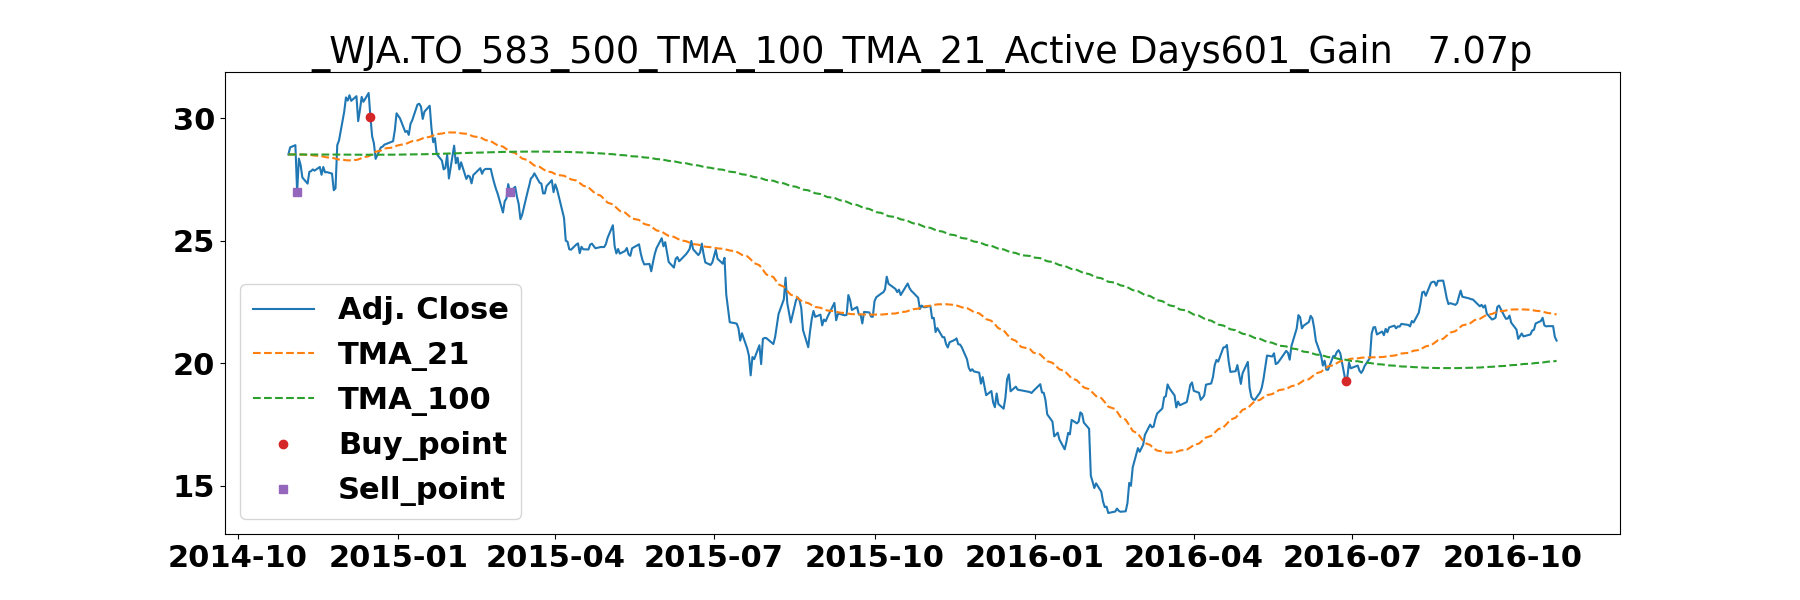 _WJA.TO_583_500_TMA_100_TMA_21_Active Days601_Gain   7.07p
30
25
20
15
Adj. Close
TMA_21
TMA_100
Buy_point
Sell_point
2014-10 2015-01 2015-04 2015-07 2015-10 2016-01 2016-04 2016-07 2016-10